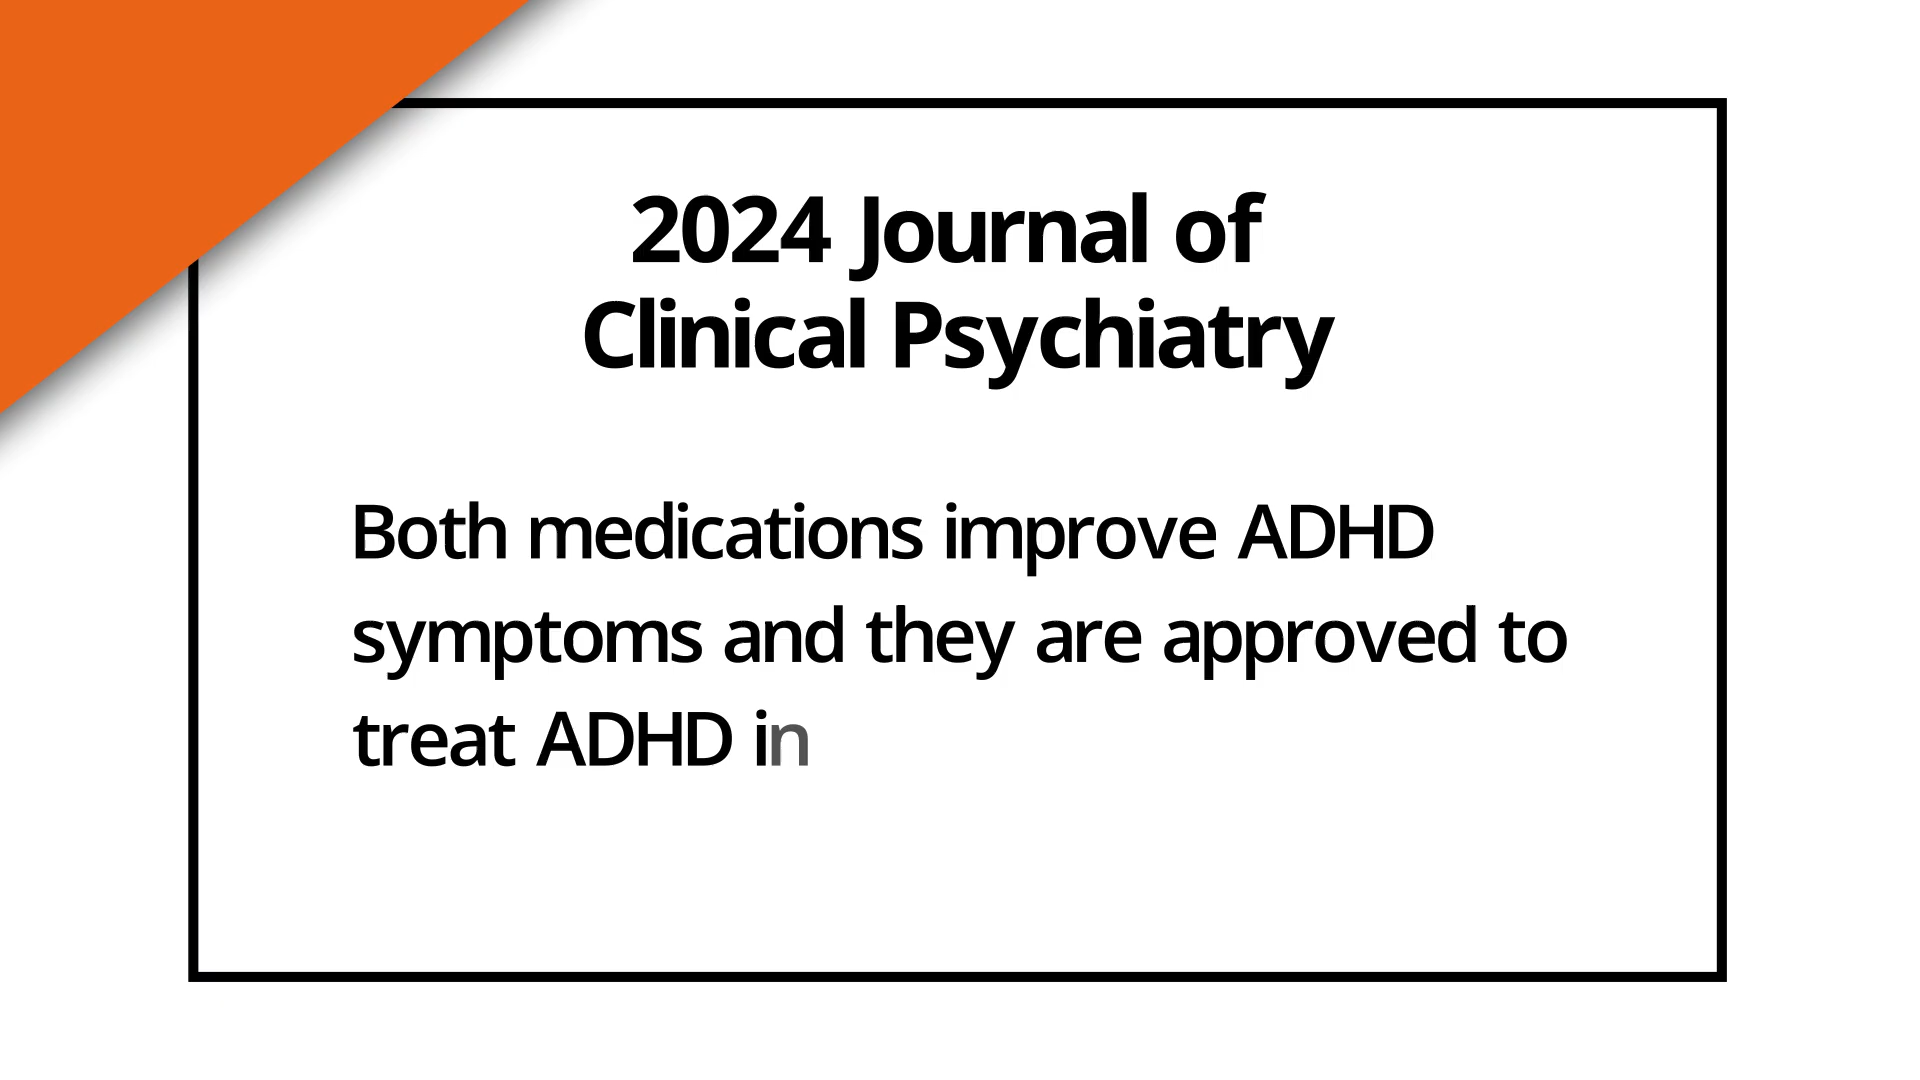 2024 Journal of
Clinical Psychiatry
Both medications improve ADHD
symptoms and they are approved to
treat ADHD in